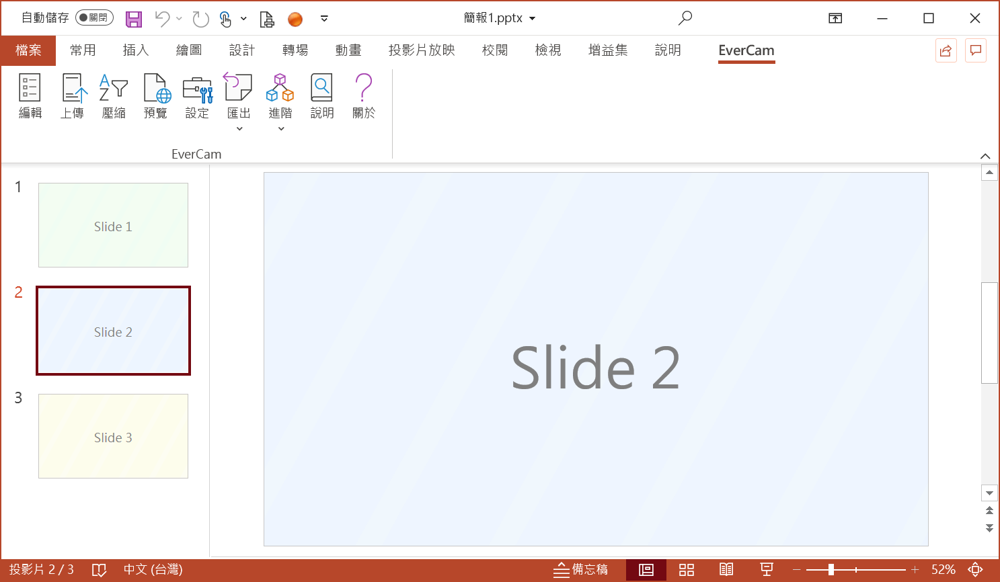 自動儲存 關閉 簡報1.pptx
檔案 常用 插入 繪圖 設計 轉場 動畫 投影片放映 校閱 檢視 增益集 說明 EverCam
編輯 上傳 壓縮 預覽 設定 匯出 進階 說明 關於
EverCam
1
Slide 1
2
Slide 2
3
Slide 3
Slide 2
投影片 2 / 3 中文 (台灣) 備忘稿 52%